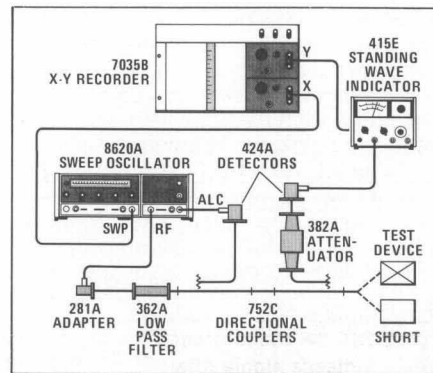 7035B
X-Y RECORDER
Y
X
415E
STANDING
WAVE
INDICATOR
8620A
SWEEP OSCILLATOR
424A
DETECTORS
ALC
SWP
RF
382A
ATTEN-
UATOR
TEST
DEVICE
281A
ADAPTER
362A
LOW
PASS
FILTER
752C
DIRECTIONAL
COUPLERS
SHORT